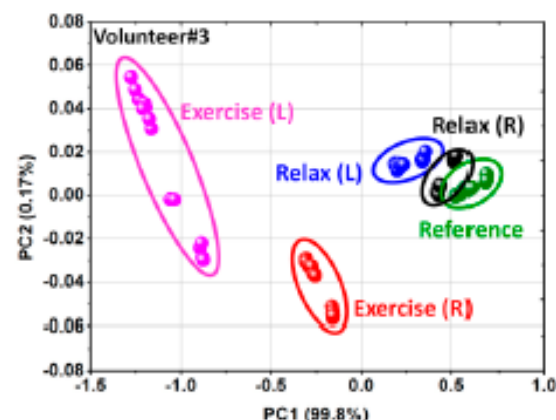 0.08
Volunteer#3
0.06
Exercise (L)
0.04
Relax (R)
0.02
Relax (L)
0.00
Reference
-0.02
-0.04
Exercise (R)
-0.06
-0.08
-1.5 -1.0 -0.5 0.0 0.5 1.0
PC2 (0.17%)
PC1 (99.8%)